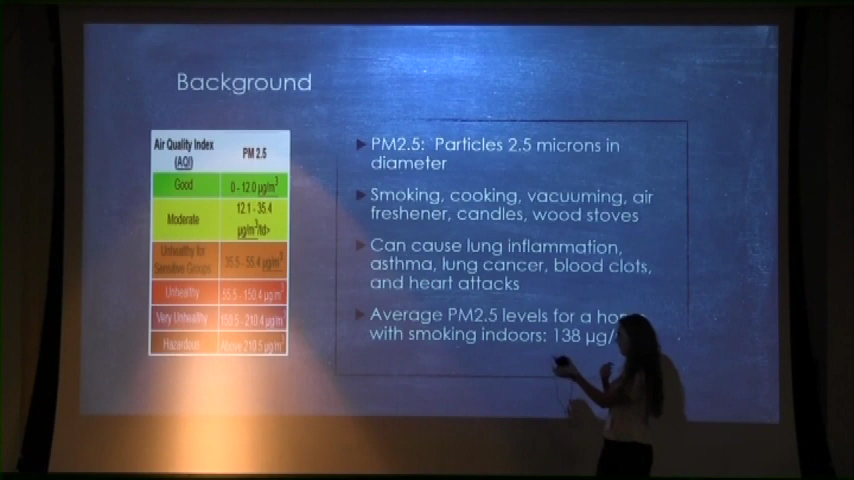 Background
Air Quality Index
(AQI)
PM 2.5
Good
0 - 12.0 µg/m³
Moderate
12.1 - 35.4
µg/m³/td>
Unhealthy for
Sensitive Groups
35.5 - 55.4 µg/m³
Unhealthy
55.5 - 150.4 µg/m³
Very Unhealthy
150.5 - 210.4 µg/m³
Hazardous
Above 210.5 µg/m³
PM2.5: Particles 2.5 microns in
diameter
Smoking, cooking, vacuuming, air
freshener, candles, wood stoves
Can cause lung inflammation,
asthma, lung cancer, blood clots,
and heart attacks
Average PM2.5 levels for a
with smoking indoors: 138 µg/